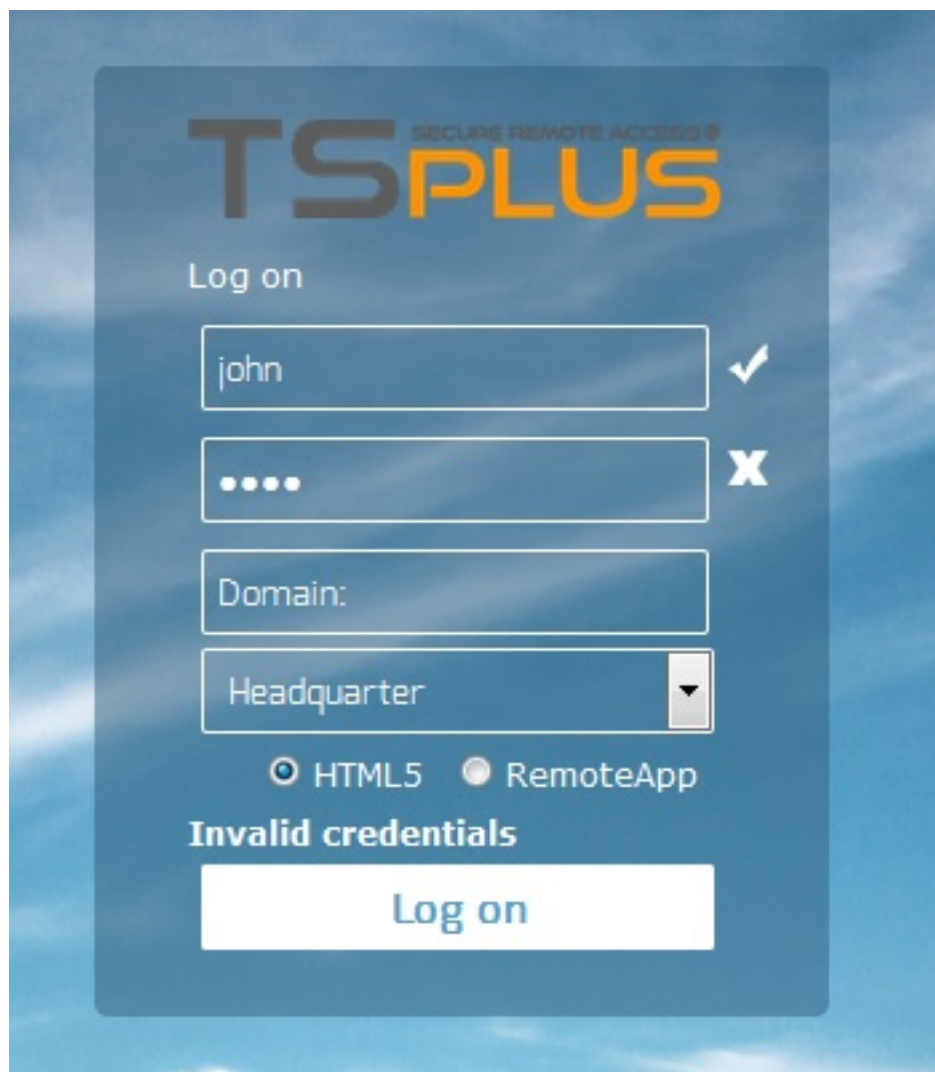 TSPLUS
SECURE REMOTE ACCESS®
Log on
john
••••
Domain:
Headquarter
HTML5 RemoteApp
Invalid credentials
Log on